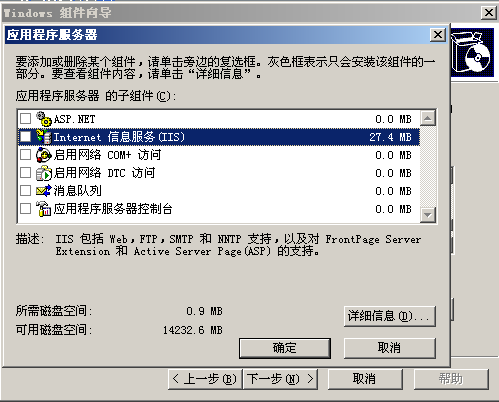 Windows 组件向导
应用程序服务器
要添加或删除某个组件，请单击旁边的复选框。灰色框表示只会安装该组件的一
部分。要查看组件内容，请单击“详细信息”。
应用程序服务器 的子组件(C):
ASP.NET 0.0 MB
Internet 信息服务(IIS) 27.4 MB
启用网络 COM+ 访问 0.0 MB
启用网络 DTC 访问 0.0 MB
消息队列 0.0 MB
应用程序服务器控制台 0.0 MB
描述: IIS 包括 Web，FTP，SMTP 和 NNTP 支持，以及对 FrontPage Server
Extension 和 Active Server Page(ASP) 的支持。
所需磁盘空间: 0.9 MB
详细信息(D)...
可用磁盘空间: 14232.6 MB
确定 取消
< 上一步(B) 下一步(N) > 取消 帮助